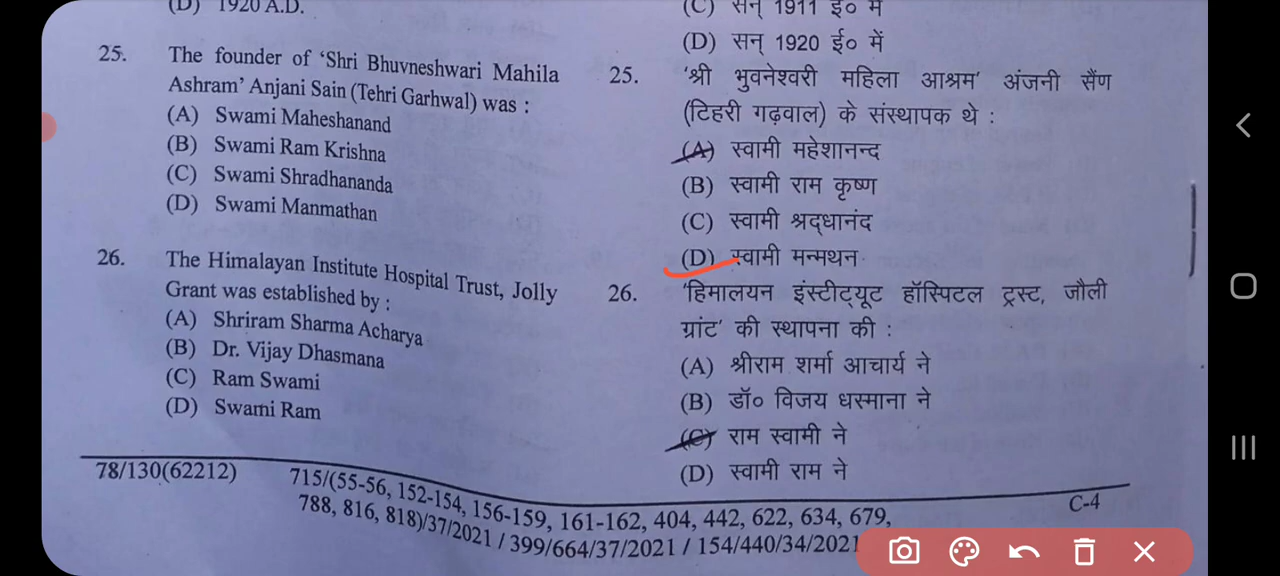 (D) 1920 A.D.
25. The founder of ‘Shri Bhuvneshwari Mahila
Ashram’ Anjani Sain (Tehri Garhwal) was :
(A) Swami Maheshanand
(B) Swami Ram Krishna
(C) Swami Shradhananda
(D) Swami Manmathan
26. The Himalayan Institute Hospital Trust, Jolly
Grant was established by :
(A) Shriram Sharma Acharya
(B) Dr. Vijay Dhasmana
(C) Ram Swami
(D) Swami Ram
78/130(62212)
715/(55-56, 152-154, 156-159, 161-162, 404, 442, 622, 634, 679,
788, 816, 818)/37/2021 / 399/664/37/2021 / 154/440/34/2021
(C) सन् 1911 ई० में
(D) सन् 1920 ई० में
25. ‘श्री भुवनेश्वरी महिला आश्रम’ अंजनी सैंण
(टिहरी गढ़वाल) के संस्थापक थे :
(A) स्वामी महेशानन्द
(B) स्वामी राम कृष्ण
(C) स्वामी श्रद्धानंद
(D) स्वामी मन्मथन
26. ‘हिमालयन इंस्टीट्यूट हॉस्पिटल ट्रस्ट, जौली
ग्रांट’ की स्थापना की :
(A) श्रीराम शर्मा आचार्य ने
(B) डॉ० विजय धस्माना ने
(C) राम स्वामी ने
(D) स्वामी राम ने
C-4